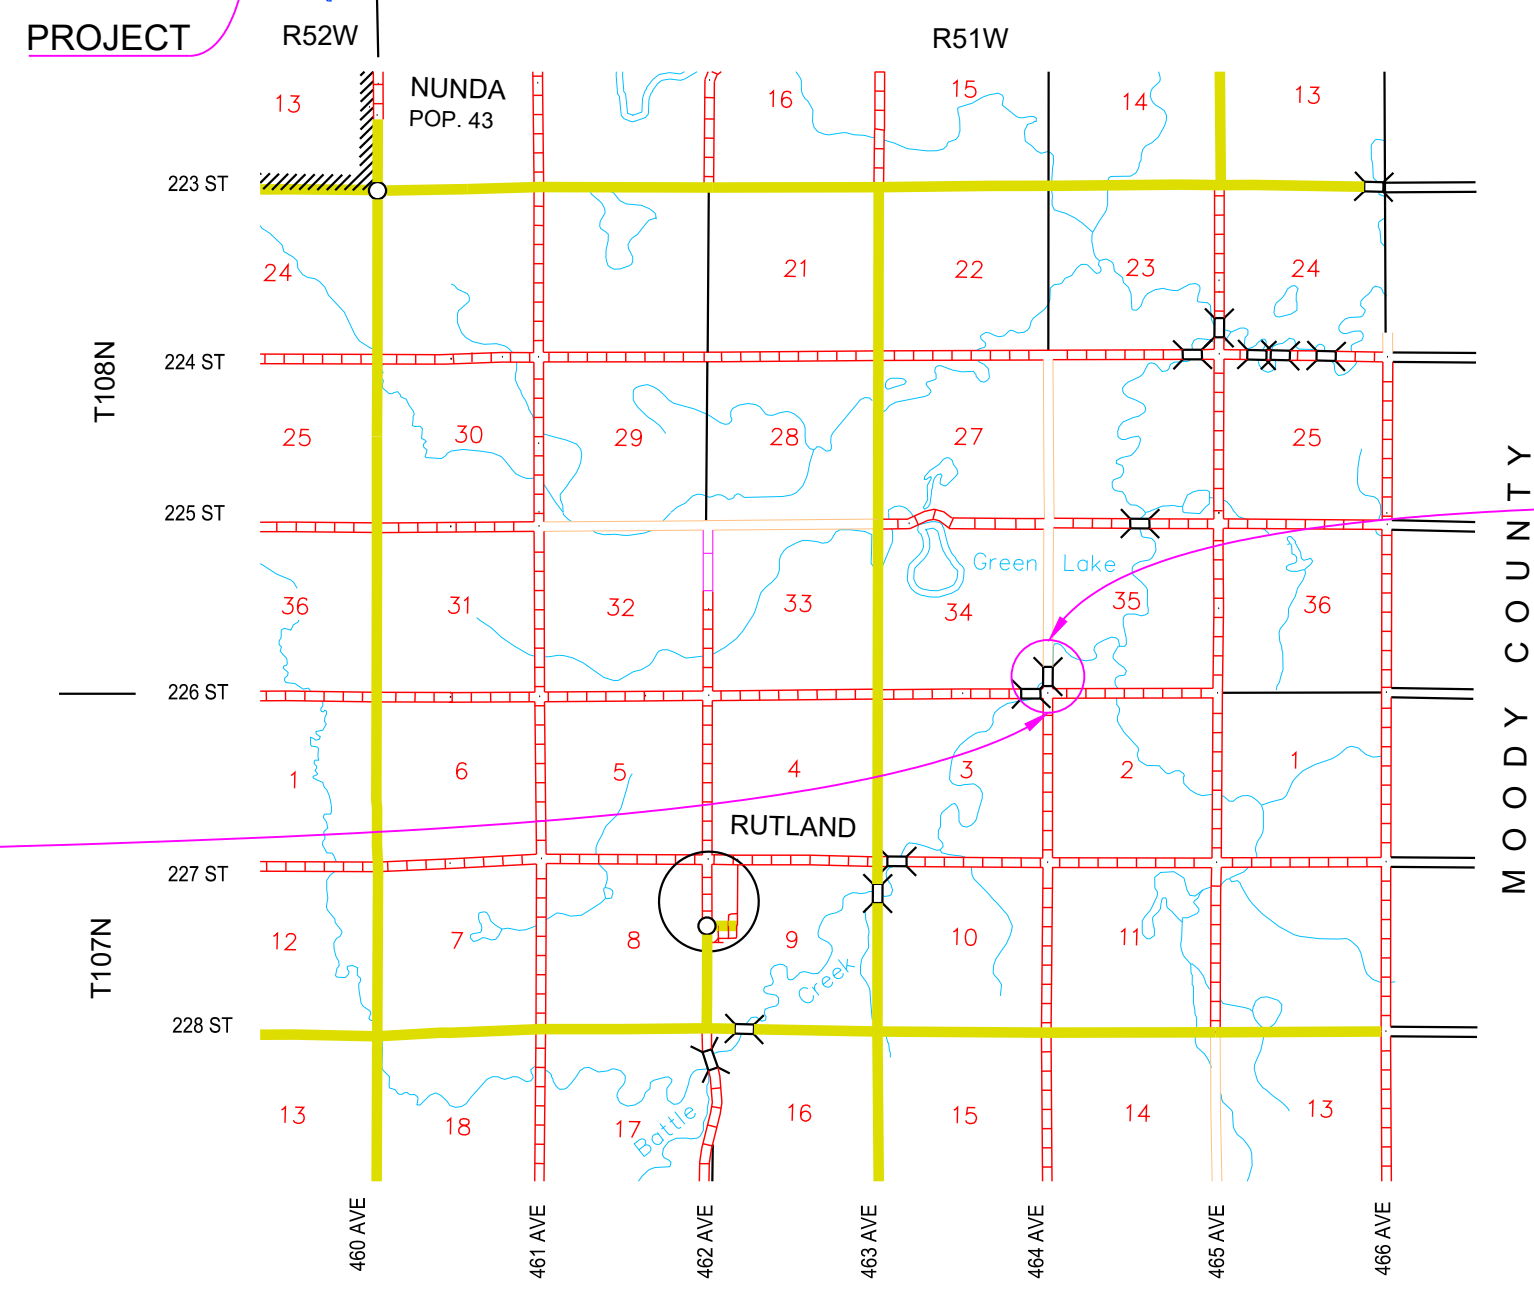 PROJECT
R52W
R51W
NUNDA
POP. 43
13
16
15
14
13
223 ST
24
21
22
23
24
224 ST
T108N
25
30
29
28
27
25
225 ST
Green Lake
36
31
32
33
34
35
36
226 ST
MOODY COUNTY
1
6
5
4
3
2
1
RUTLAND
227 ST
T107N
12
7
8
9
10
11
Creek
228 ST
13
18
17
16
15
14
13
Battle
460 AVE
461 AVE
462 AVE
463 AVE
464 AVE
465 AVE
466 AVE